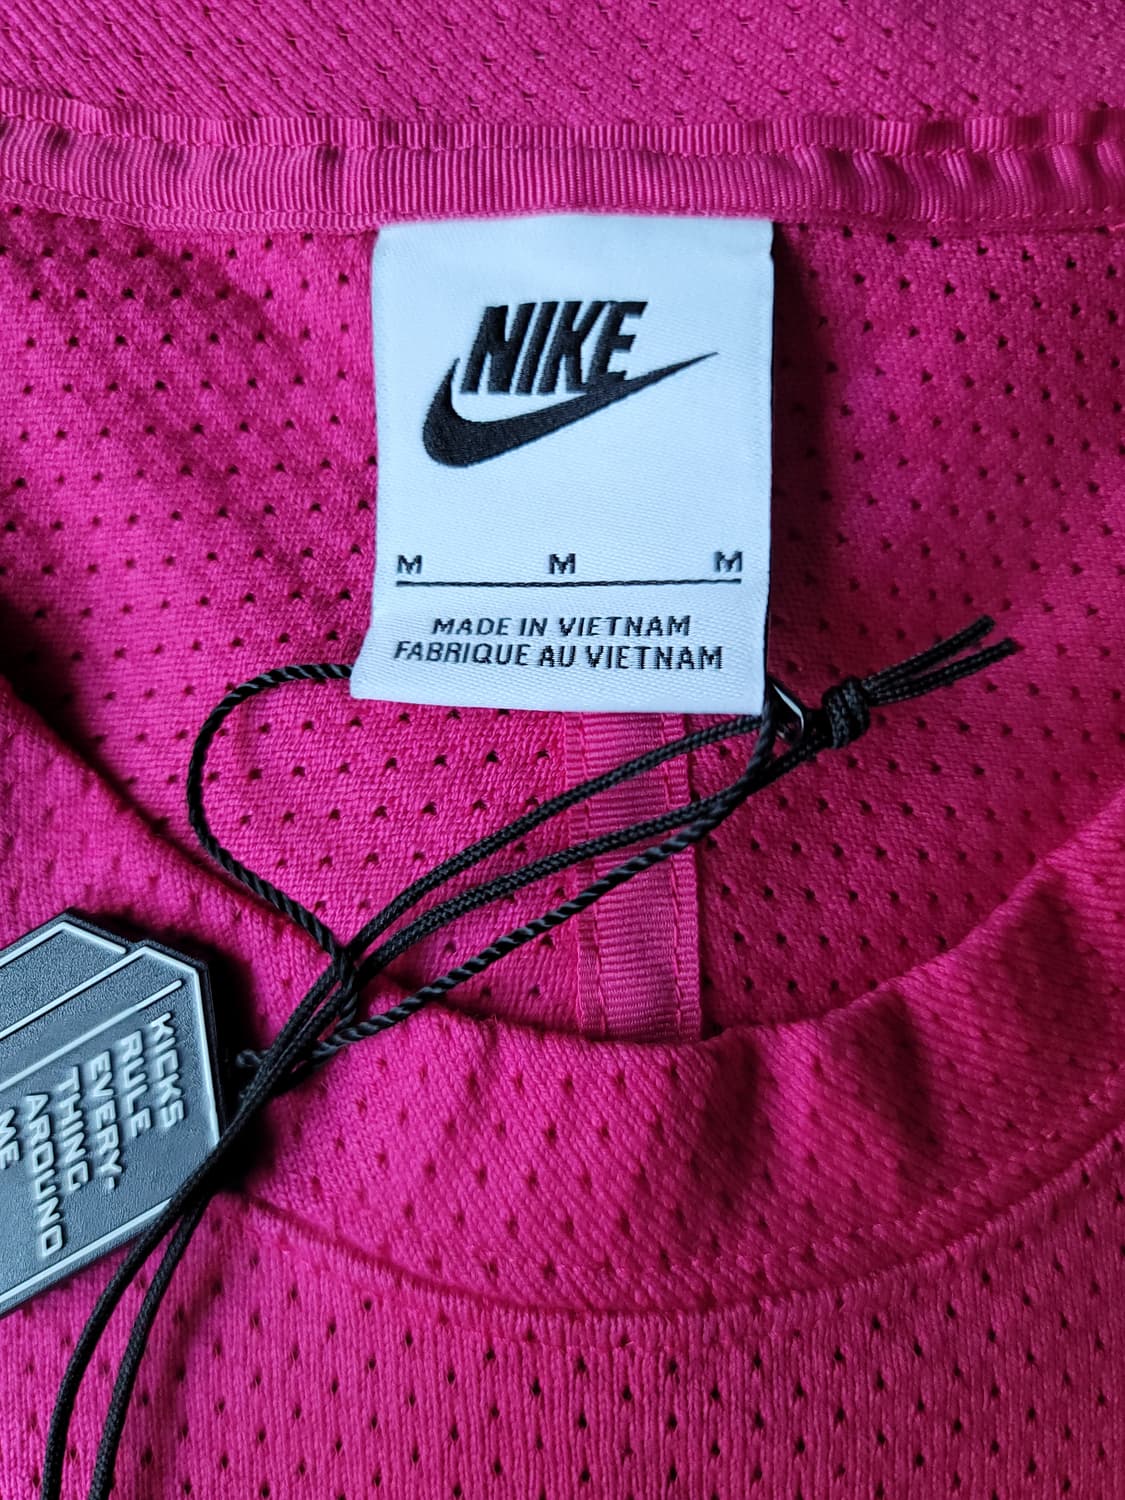 NIKE
M M M
MADE IN VIETNAM
FABRIQUE AU VIETNAM
KICKS
RULE
EVERY-
THING
AROUND
ME